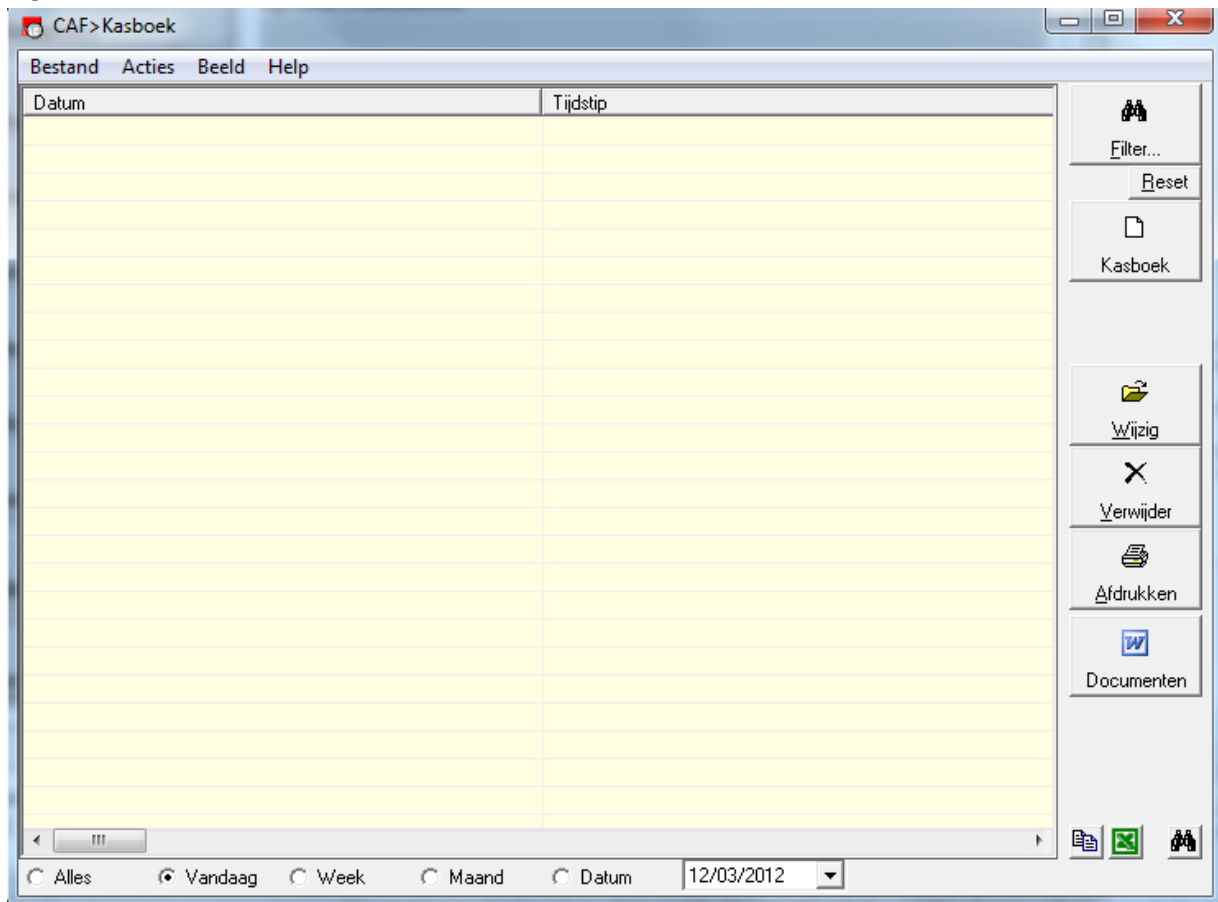 CAF>Kasboek
Bestand Acties Beeld Help
Datum Tijdstip
Filter...
Reset
Kasboek
Wijzig
Verwijder
Afdrukken
Documenten
Alles Vandaag Week Maand Datum 12/03/2012